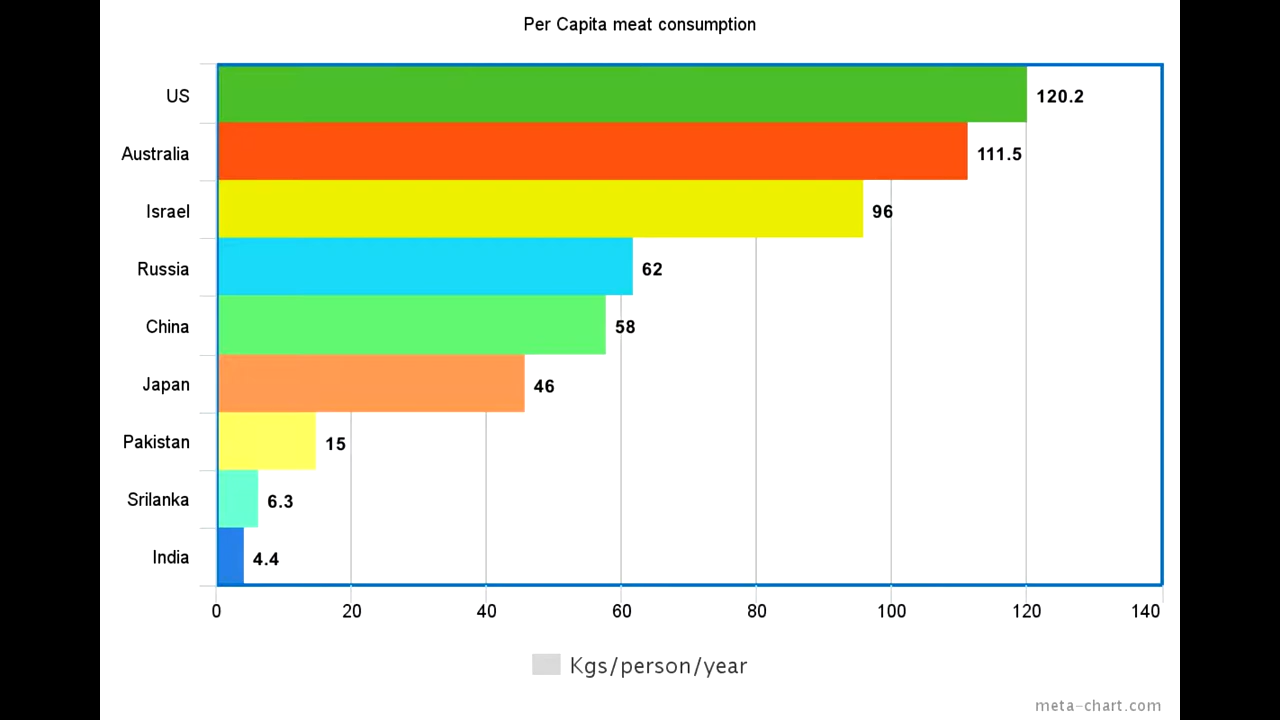 Per Capita meat consumption
US 120.2
Australia 111.5
Israel 96
Russia 62
China 58
Japan 46
Pakistan 15
Srilanka 6.3
India 4.4
0 20 40 60 80 100 120 140
Kgs/person/year
meta-chart.com